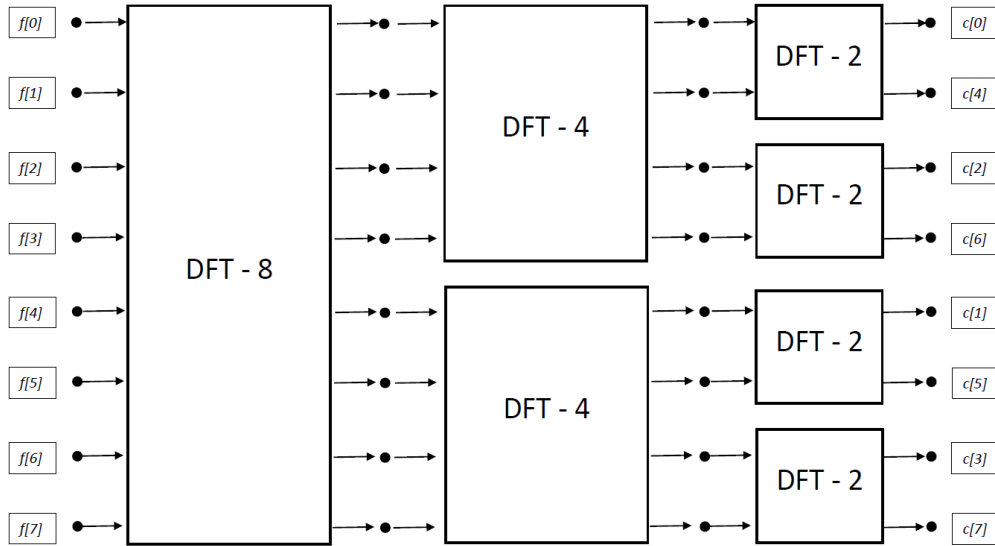 f[0]
f[1]
f[2]
f[3]
f[4]
f[5]
f[6]
f[7]
DFT - 8
DFT - 4
DFT - 4
DFT - 2
DFT - 2
DFT - 2
DFT - 2
c[0]
c[4]
c[2]
c[6]
c[1]
c[5]
c[3]
c[7]